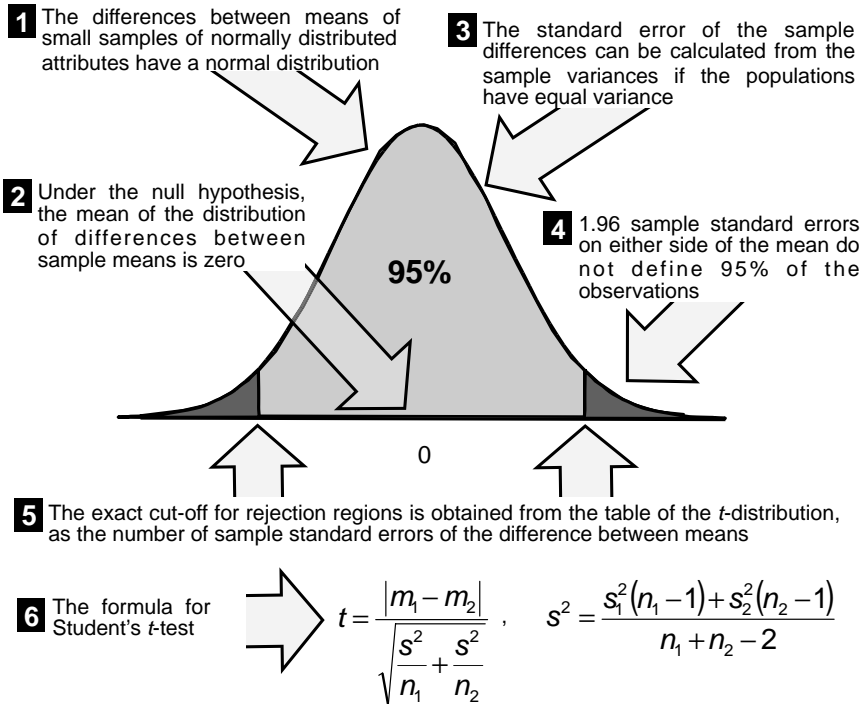 1 The differences between means of
small samples of normally distributed
attributes have a normal distribution
3 The standard error of the sample
differences can be calculated from the
sample variances if the populations
have equal variance
2 Under the null hypothesis,
the mean of the distribution
of differences between
sample means is zero
4 1.96 sample standard errors
on either side of the mean do
not define 95% of the
observations
95%
0
5 The exact cut-off for rejection regions is obtained from the table of the t-distribution,
as the number of sample standard errors of the difference between means
6 The formula for
Student's t-test
t = |m₁ − m₂| / √(s²/n₁ + s²/n₂) , s² = (s₁²(n₁ − 1) + s₂²(n₂ − 1)) / (n₁ + n₂ − 2)